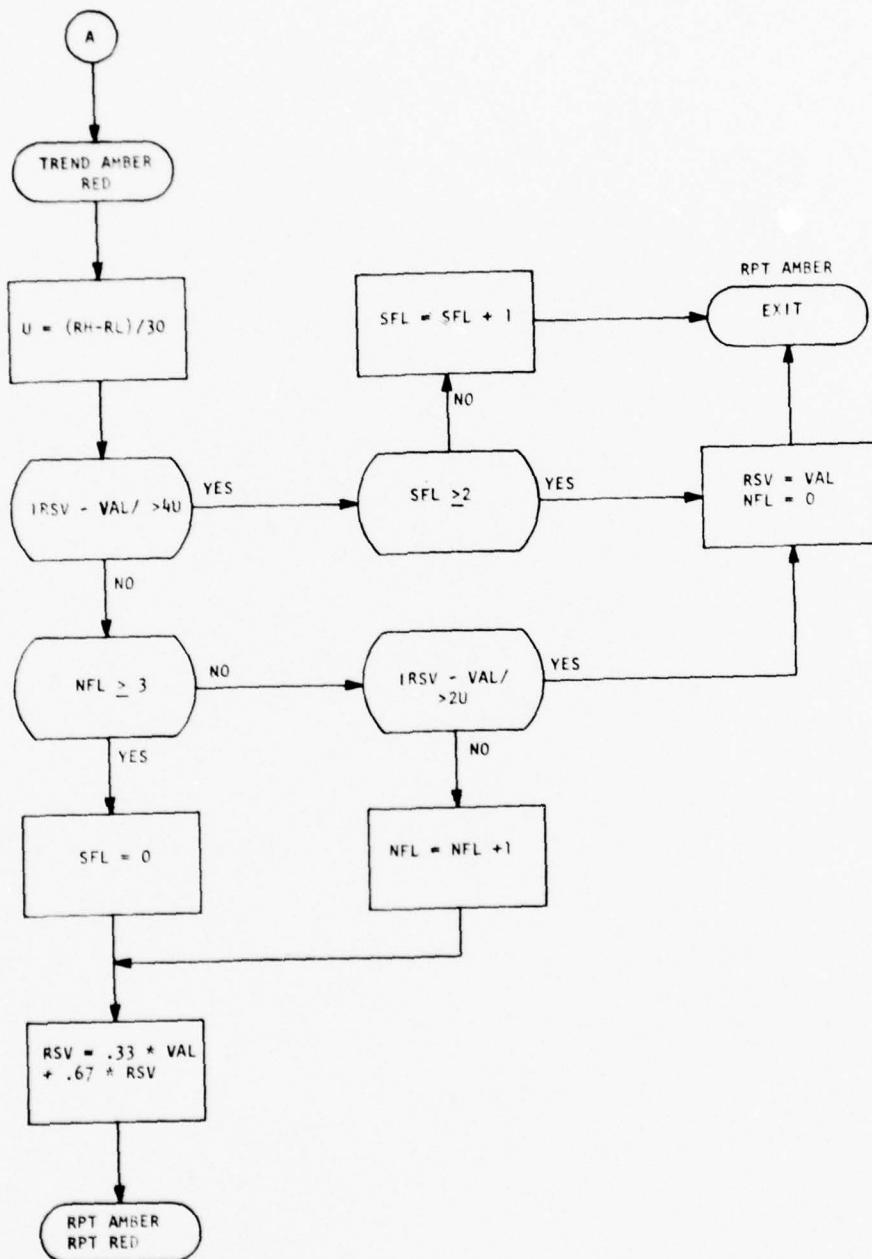 A
TREND AMBER
RED
U = (RH-RL)/30
SFL = SFL + 1
RPT AMBER
EXIT
NO
IRSV - VAL/ >4U
YES
SFL ≥2
YES
RSV = VAL
NFL = 0
NO
NFL ≥ 3
NO
IRSV - VAL/
>2U
YES
YES
NO
SFL = 0
NFL = NFL +1
RSV = .33 * VAL
+ .67 * RSV
RPT AMBER
RPT RED